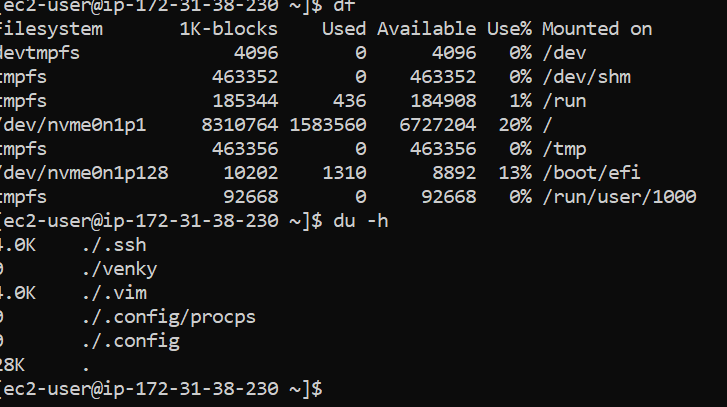 [ec2-user@ip-172-31-38-230 ~]$ df
Filesystem 1K-blocks Used Available Use% Mounted on
devtmpfs 4096 0 4096 0% /dev
tmpfs 463352 0 463352 0% /dev/shm
tmpfs 185344 436 184908 1% /run
/dev/nvme0n1p1 8310764 1583560 6727204 20% /
tmpfs 463356 0 463356 0% /tmp
/dev/nvme0n1p128 10202 1310 8892 13% /boot/efi
tmpfs 92668 0 92668 0% /run/user/1000
[ec2-user@ip-172-31-38-230 ~]$ du -h
4.0K ./.ssh
0 ./venky
4.0K ./.vim
0 ./.config/procps
0 ./.config
28K .
[ec2-user@ip-172-31-38-230 ~]$